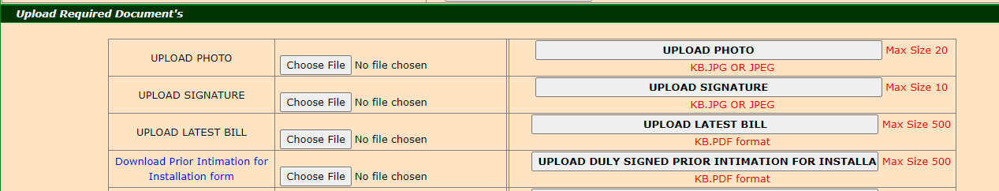 Upload Required Document's
UPLOAD PHOTO
Choose File No file chosen
UPLOAD PHOTO Max Size 20
KB.JPG OR JPEG
UPLOAD SIGNATURE
Choose File No file chosen
UPLOAD SIGNATURE Max Size 10
KB.JPG OR JPEG
UPLOAD LATEST BILL
Choose File No file chosen
UPLOAD LATEST BILL Max Size 500
KB.PDF format
Download Prior Intimation for
Installation form
Choose File No file chosen
UPLOAD DULY SIGNED PRIOR INTIMATION FOR INSTALLA Max Size 500
KB.PDF format